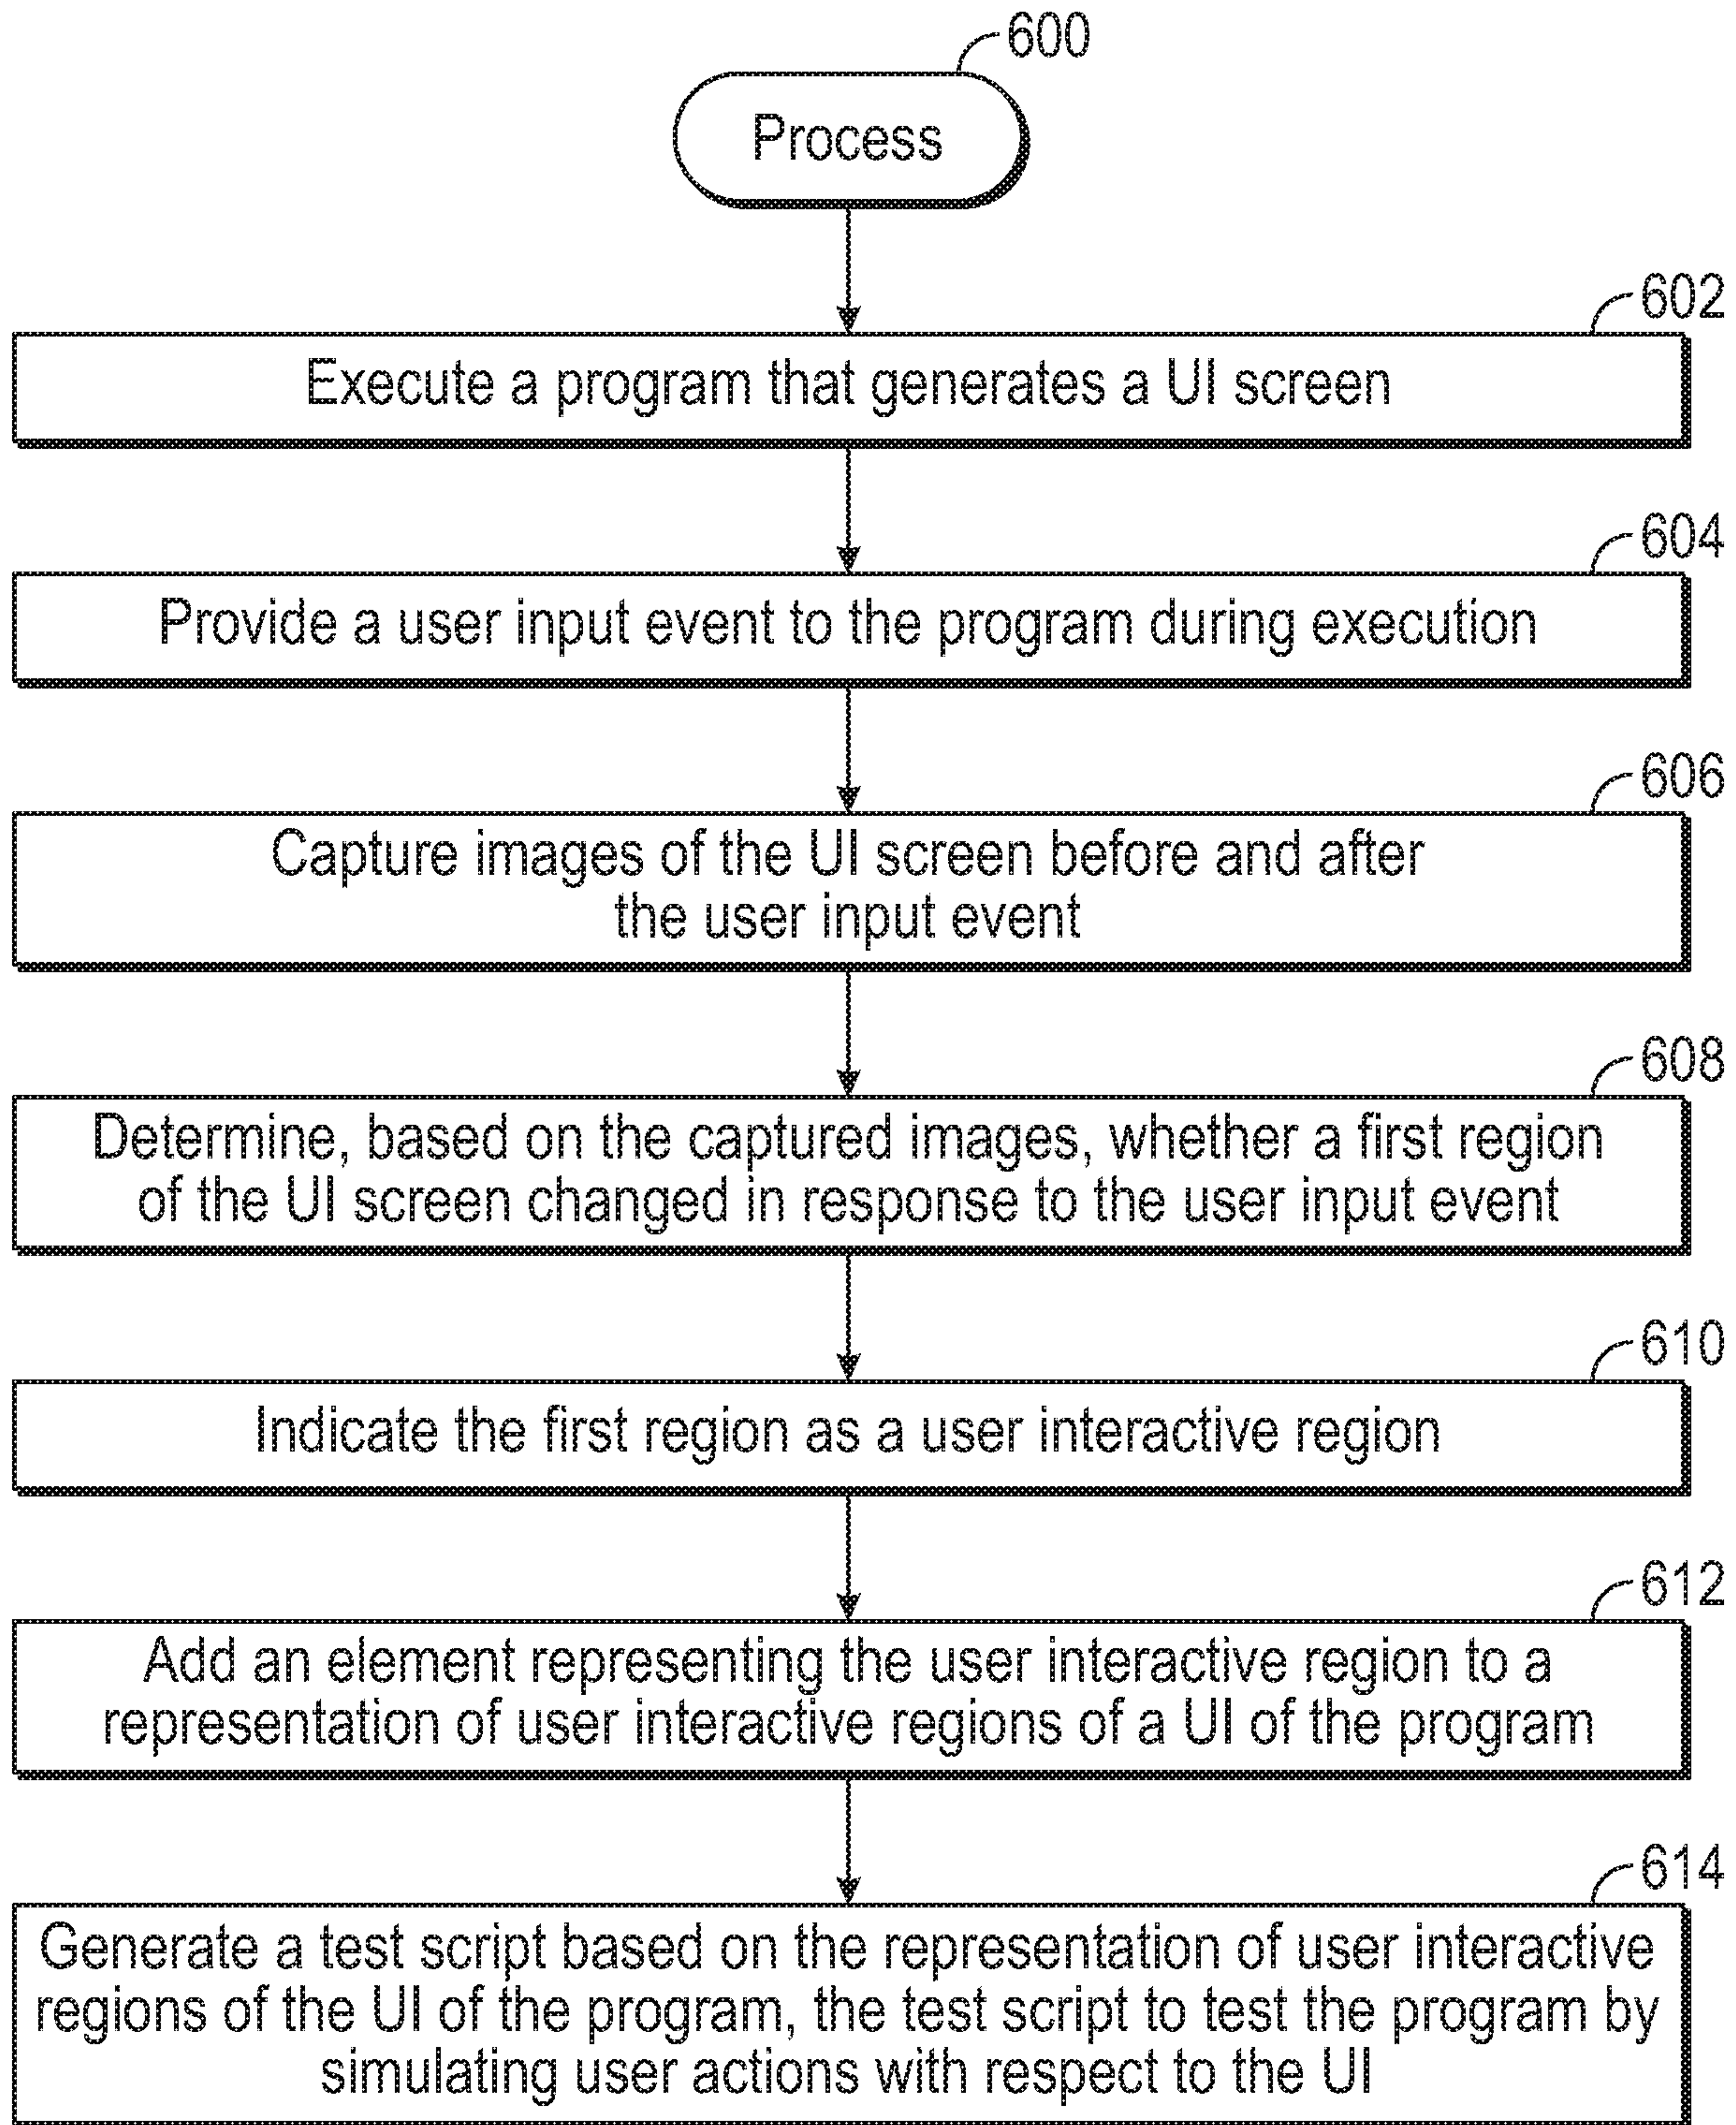 600
Process
602
Execute a program that generates a UI screen
604
Provide a user input event to the program during execution
606
Capture images of the UI screen before and after
the user input event
608
Determine, based on the captured images, whether a first region
of the UI screen changed in response to the user input event
610
Indicate the first region as a user interactive region
612
Add an element representing the user interactive region to a
representation of user interactive regions of a UI of the program
614
Generate a test script based on the representation of user interactive
regions of the UI of the program, the test script to test the program by
simulating user actions with respect to the UI